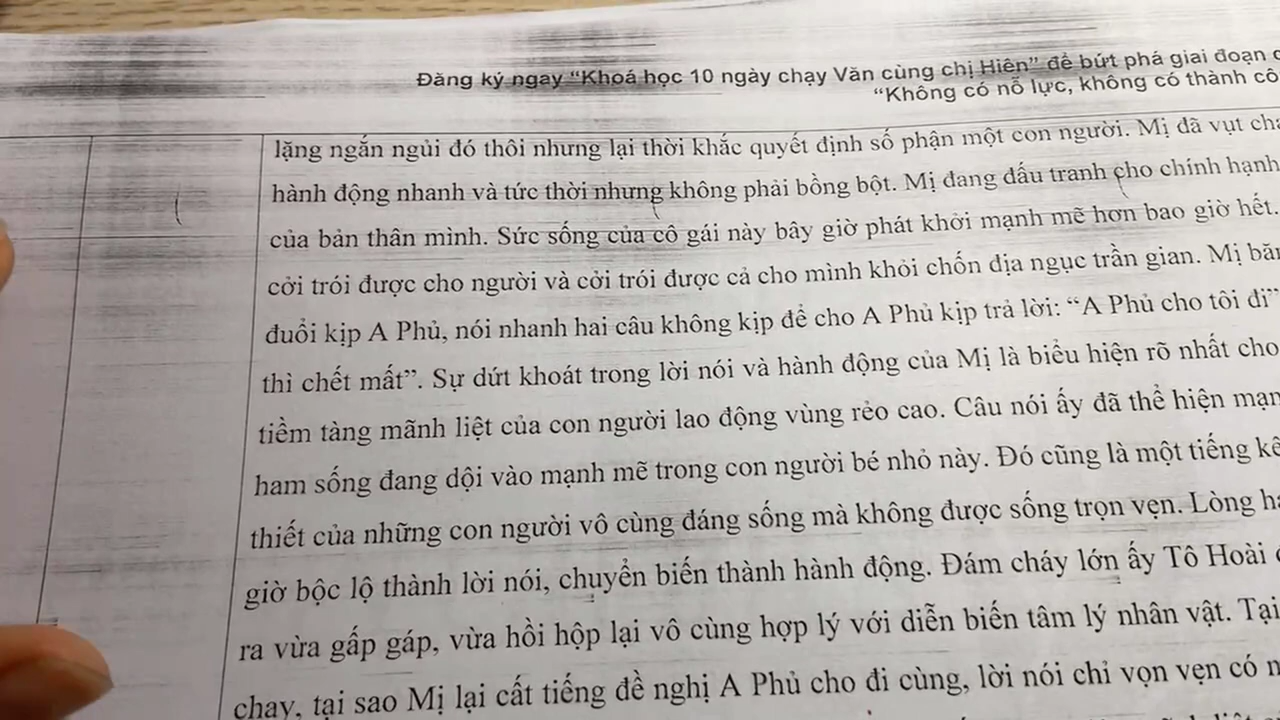 Đăng ký ngay “Khoá học 10 ngày chạy Văn cùng chị Hiên” để bứt phá giai đoạn
“Không có nỗ lực, không có thành
lặng ngắn ngủi đó thôi nhưng lại thời khắc quyết định số phận một con người. Mị đã vụt
hành động nhanh và tức thời nhưng không phải bồng bột. Mị đang đấu tranh cho chính hạnh
của bản thân mình. Sức sống của cô gái này bây giờ phát khởi mạnh mẽ hơn bao giờ hết.
cởi trói được cho người và cởi trói được cả cho mình khỏi chốn địa ngục trần gian. Mị
đuổi kịp A Phủ, nói nhanh hai câu không kịp để cho A Phủ kịp trả lời: “A Phủ cho tôi đi”
thì chết mất”. Sự dứt khoát trong lời nói và hành động của Mị là biểu hiện rõ nhất cho
tiềm tàng mãnh liệt của con người lao động vùng rẻo cao. Câu nói ấy đã thể hiện
ham sống đang dội vào mạnh mẽ trong con người bé nhỏ này. Đó cũng là một tiếng
thiết của những con người vô cùng đáng sống mà không được sống trọn vẹn. Lòng
giờ bộc lộ thành lời nói, chuyển biến thành hành động. Đám cháy lớn ấy Tô Hoài
ra vừa gấp gáp, vừa hồi hộp lại vô cùng hợp lý với diễn biến tâm lý nhân vật. Tại
chạy, tại sao Mị lại cất tiếng đề nghị A Phủ cho đi cùng, lời nói chỉ vọn vẹn có